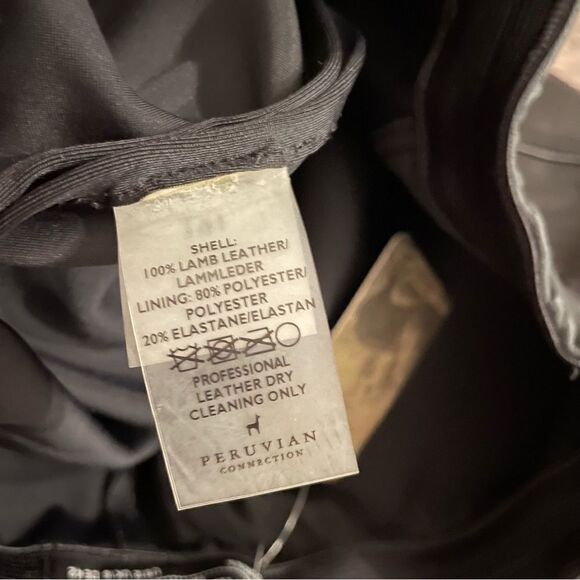 SHELL:
100% LAMB LEATHER/
LAMMLEDER
LINING: 80% POLYESTER/
POLYESTER
20% ELASTANE/ELASTAN
PROFESSIONAL
LEATHER DRY
CLEANING ONLY
PERUVIAN
CONNECTION